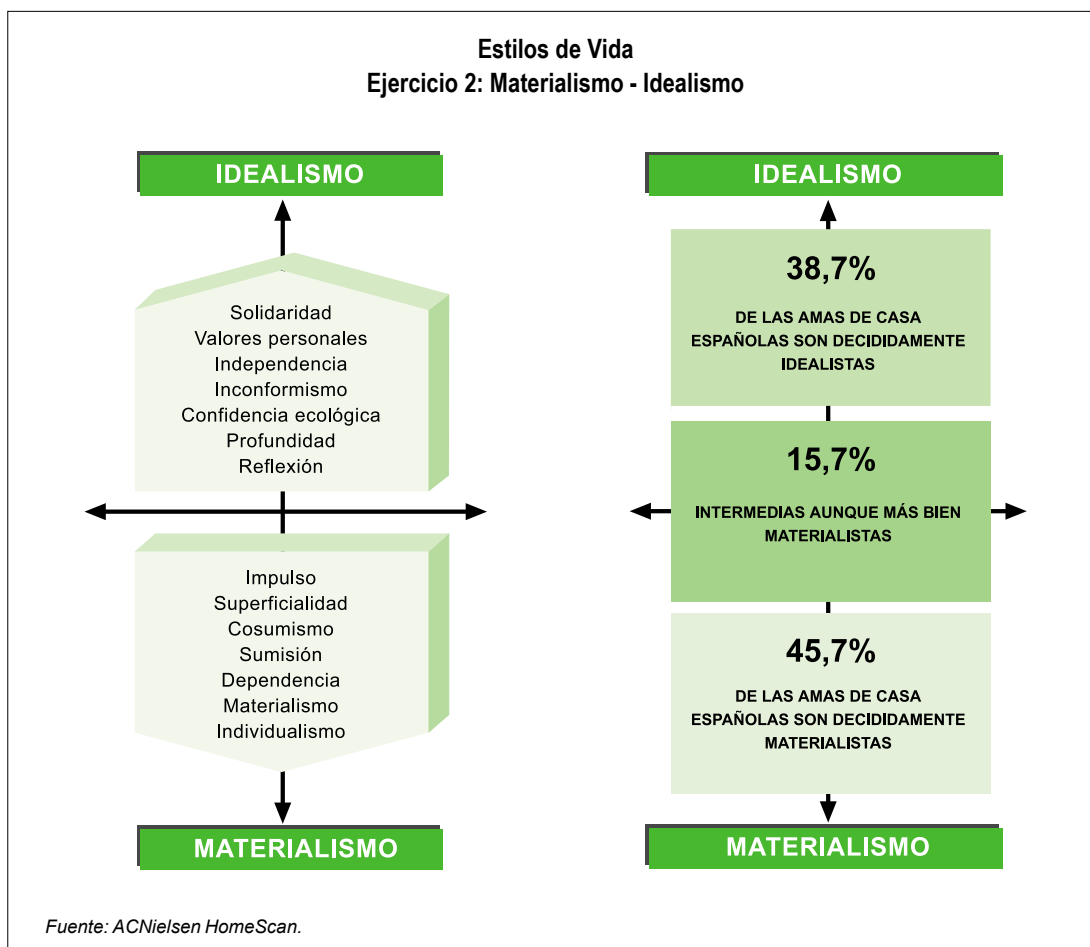 Estilos de Vida
Ejercicio 2: Materialismo - Idealismo
IDEALISMO
Solidaridad
Valores personales
Independencia
Inconformismo
Confidencia ecológica
Profundidad
Reflexión
Impulso
Superficialidad
Cosumismo
Sumisión
Dependencia
Materialismo
Individualismo
MATERIALISMO
IDEALISMO
38,7%
DE LAS AMAS DE CASA
ESPAÑOLAS SON DECIDIDAMENTE
IDEALISTAS
15,7%
INTERMEDIAS AUNQUE MÁS BIEN
MATERIALISTAS
45,7%
DE LAS AMAS DE CASA
ESPAÑOLAS SON DECIDIDAMENTE
MATERIALISTAS
MATERIALISMO
Fuente: ACNielsen HomeScan.